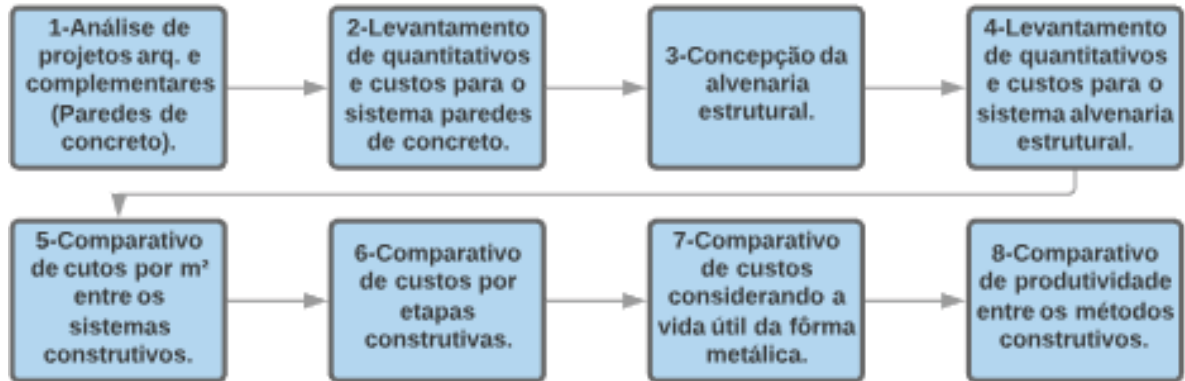 1-Análise de
projetos arq. e
complementares
(Paredes de
concreto).
2-Levantamento
de quantitativos
e custos para o
sistema paredes
de concreto.
3-Concepção da
alvenaria
estrutural.
4-Levantamento
de quantitativos
e custos para o
sistema alvenaria
estrutural.
5-Comparativo
de cutos por m²
entre os
sistemas
construtivos.
6-Comparativo
de custos por
etapas
construtivas.
7-Comparativo
de custos
considerando a
vida útil da fôrma
metálica.
8-Comparativo
de produtividade
entre os métodos
construtivos.